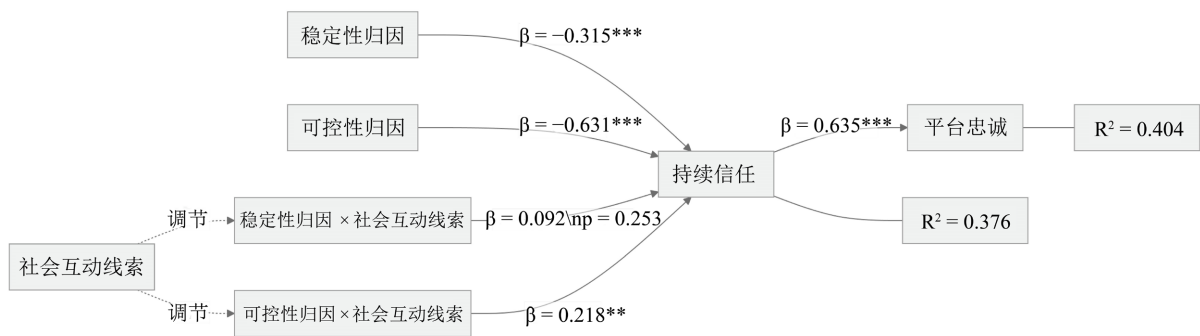 稳定性归因
β = −0.315***
可控性归因
β = −0.631***
β = 0.635***
平台忠诚
R² = 0.404
持续信任
调节
稳定性归因 × 社会互动线索
β = 0.092\np = 0.253
R² = 0.376
社会互动线索
调节
可控性归因 × 社会互动线索
β = 0.218**